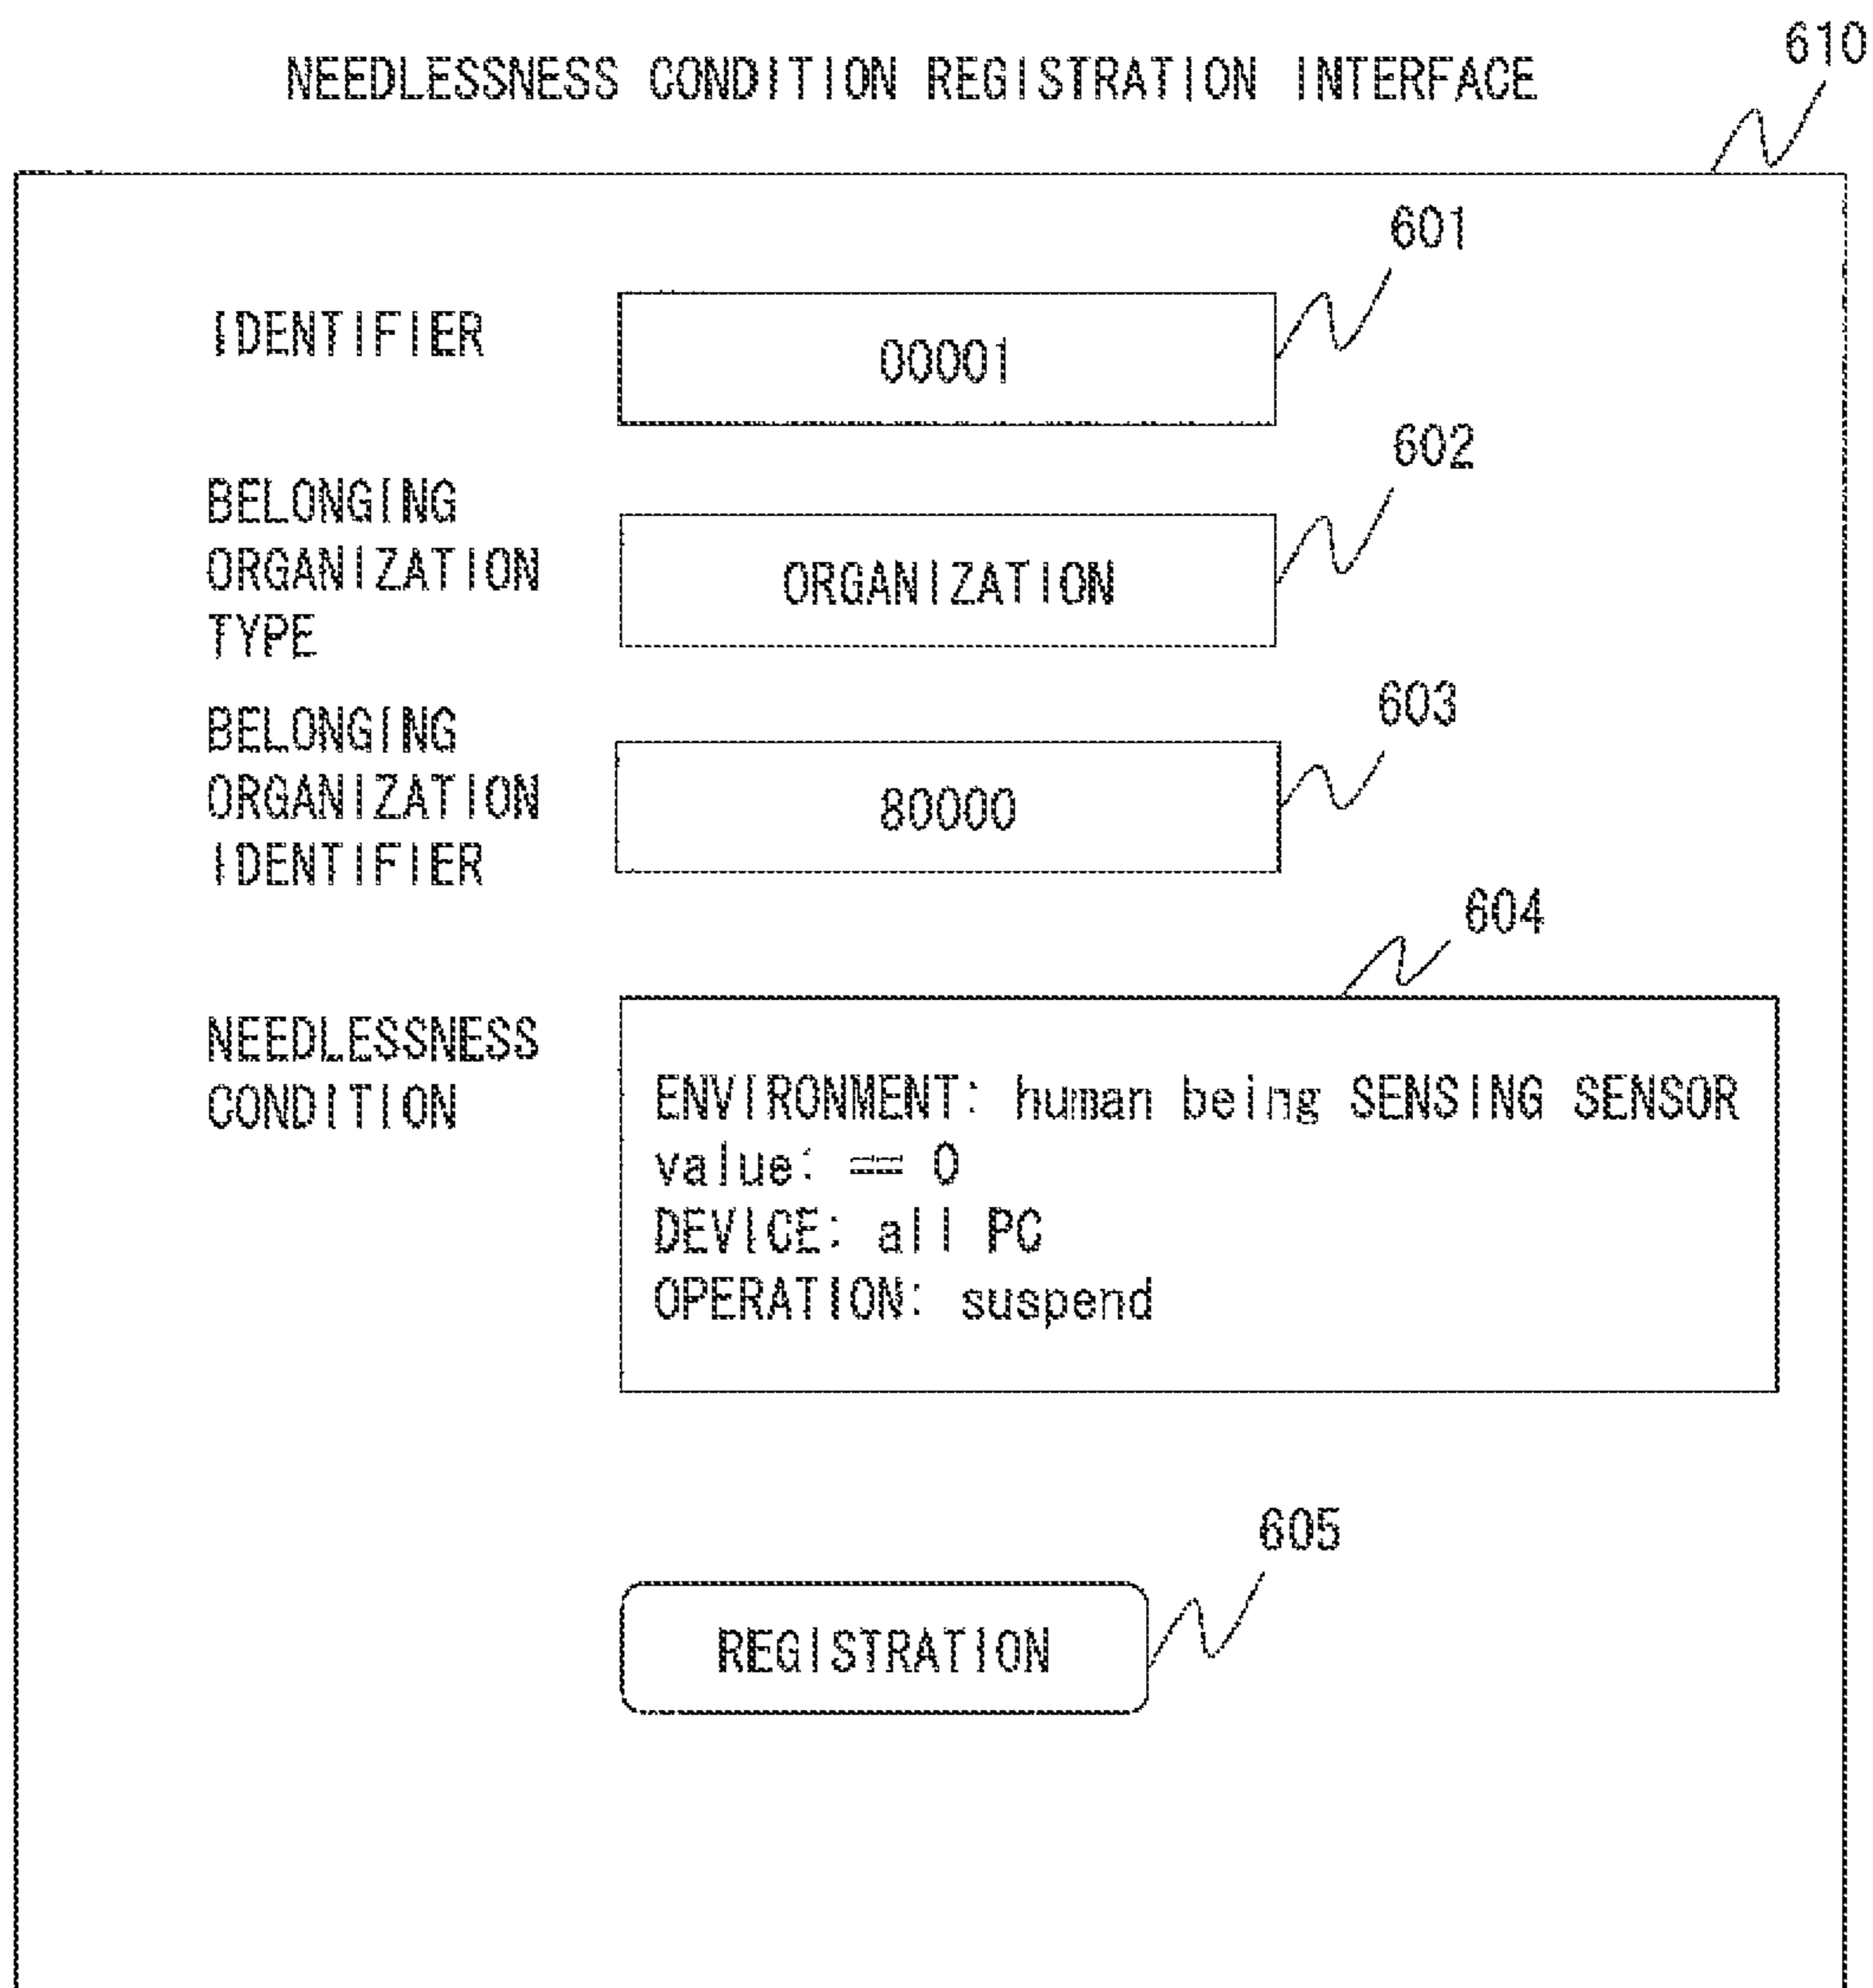 610
NEEDLESSNESS CONDITION REGISTRATION INTERFACE
601
IDENTIFIER
00001
602
BELONGING
ORGANIZATION
TYPE
ORGANIZATION
603
BELONGING
ORGANIZATION
IDENTIFIER
80000
604
NEEDLESSNESS
CONDITION
ENVIRONMENT: human being SENSING SENSOR
value: == 0
DEVICE: all PC
OPERATION: suspend
605
REGISTRATION